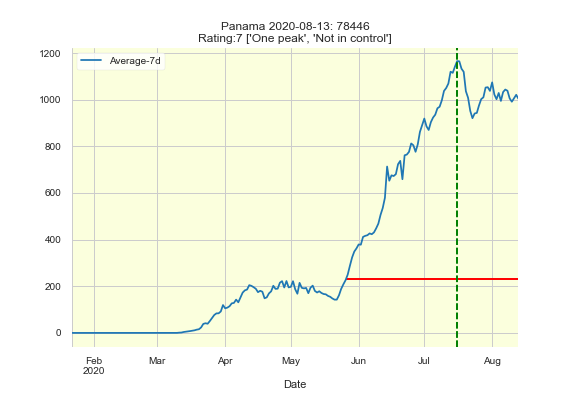 Panama 2020-08-13: 78446
Rating:7 ['One peak', 'Not in control']
Average-7d
1200
1000
800
600
400
200
0
Feb
2020
Mar
Apr
May
Jun
Jul
Aug
Date